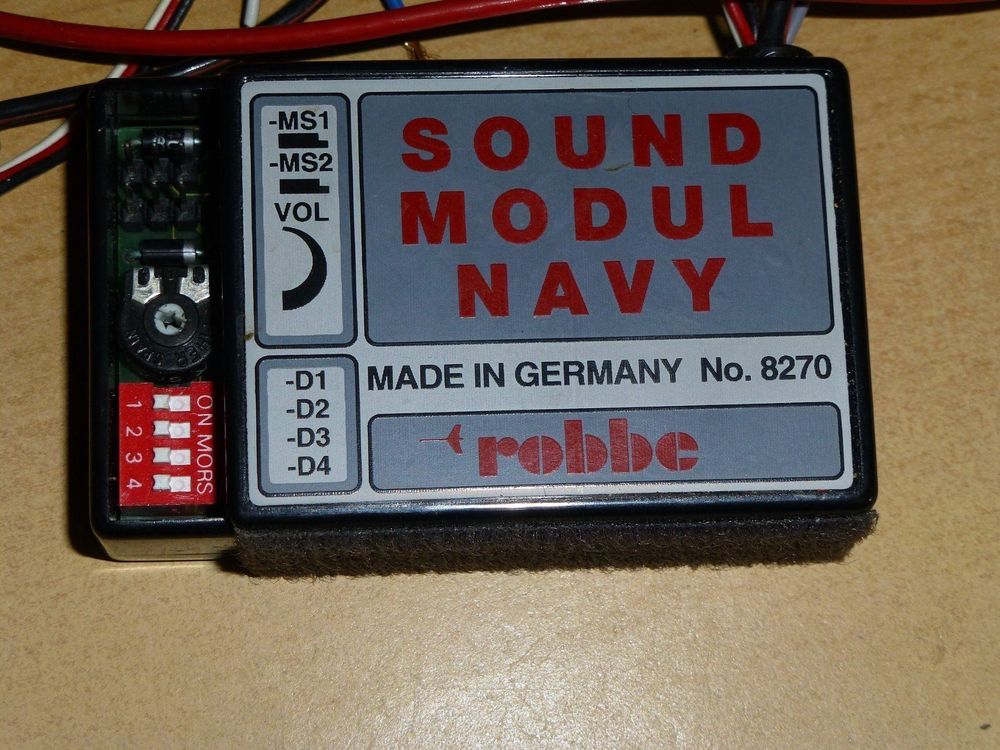 -MS1
-MS2
VOL
SOUND
MODUL
NAVY
MADE IN GERMANY No. 8270
-D1
-D2
-D3
-D4
robbe
ON MORS
1
2
3
4